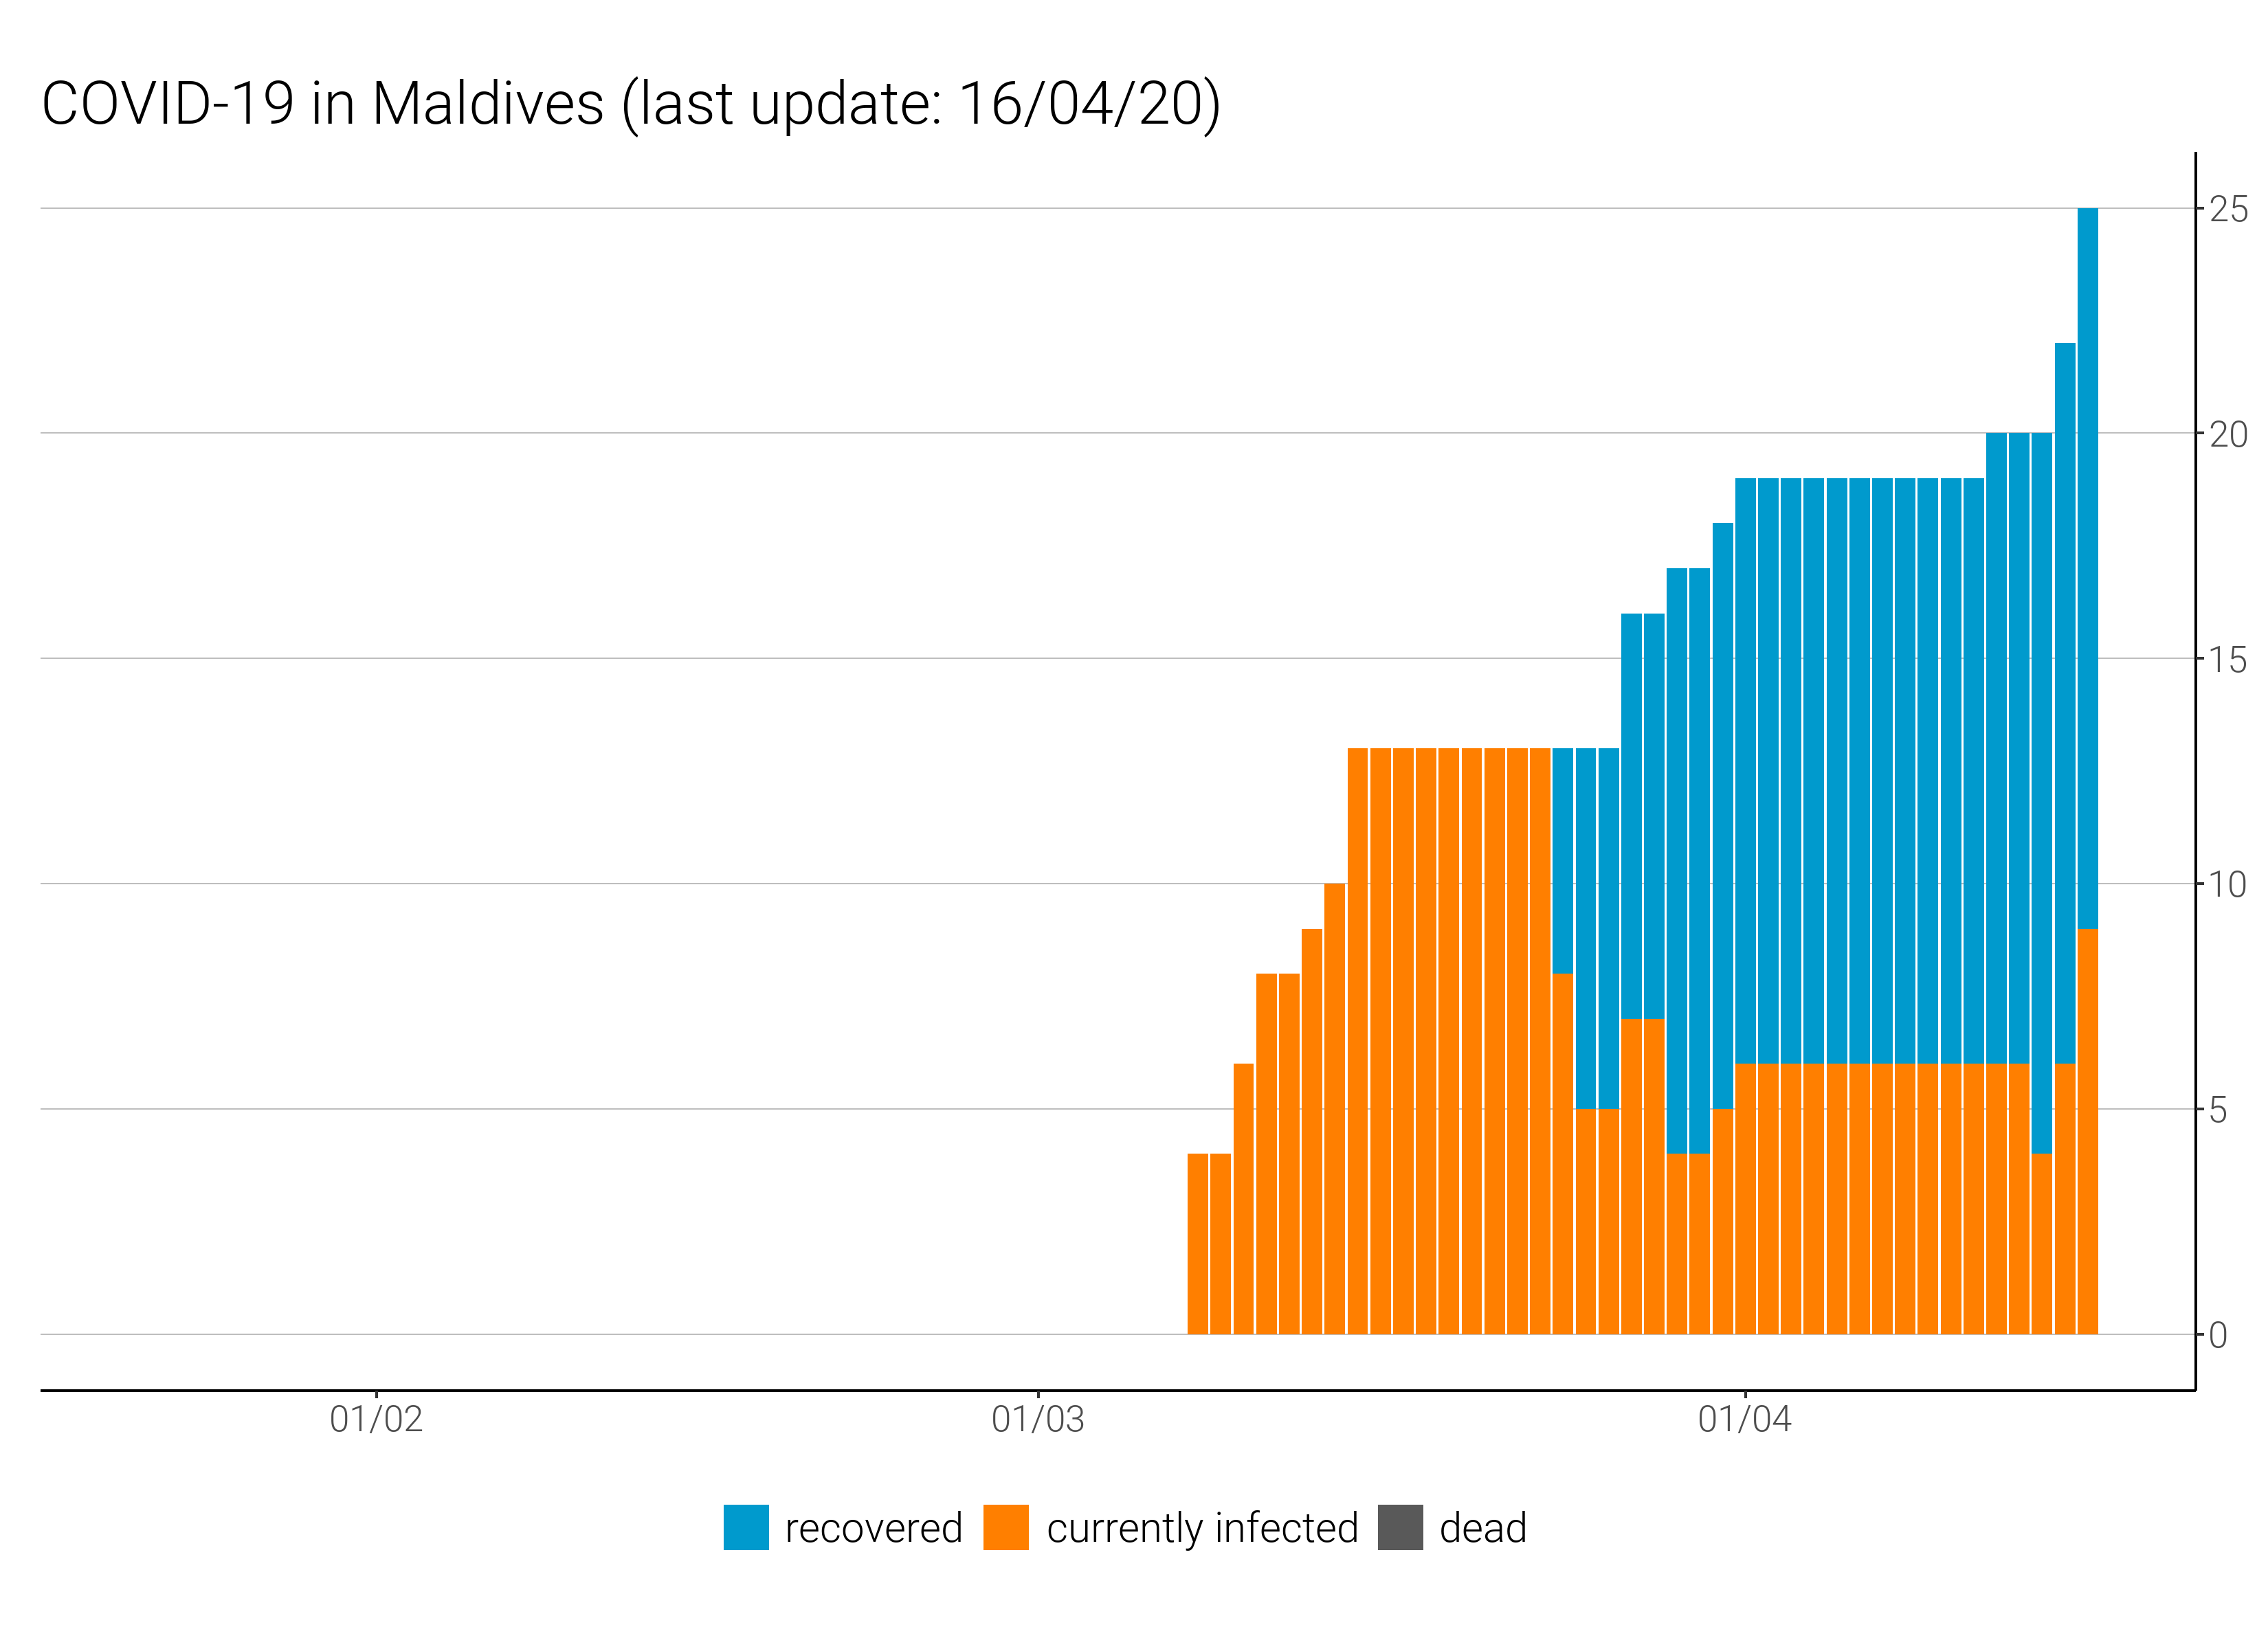 COVID-19 in Maldives (last update: 16/04/20)
25
20
15
10
5
0
01/02 01/03 01/04
recovered currently infected dead